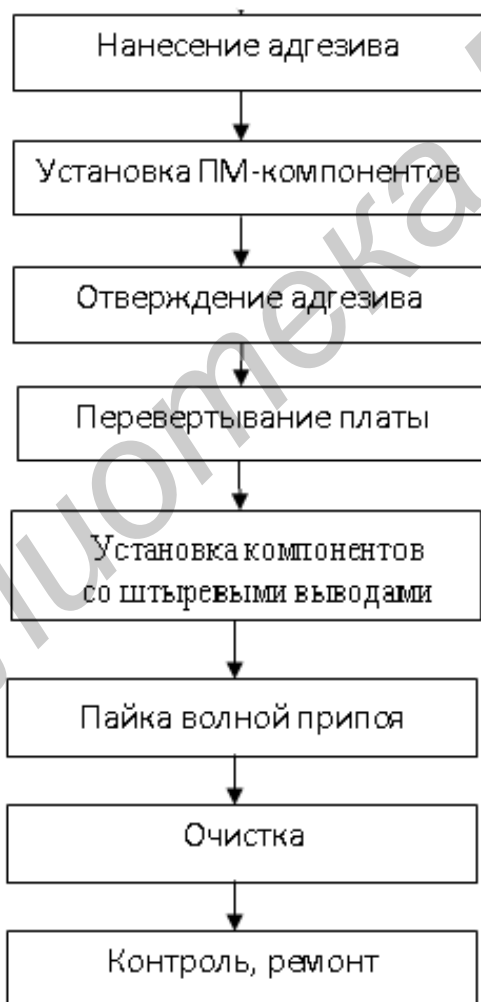 Нанесение адгезива
Установка ПМ-компонентов
Отверждение адгезива
Перевертывание платы
Установка компонентов
со штыревыми выводами
Пайка волной припоя
Очистка
Контроль, ремонт